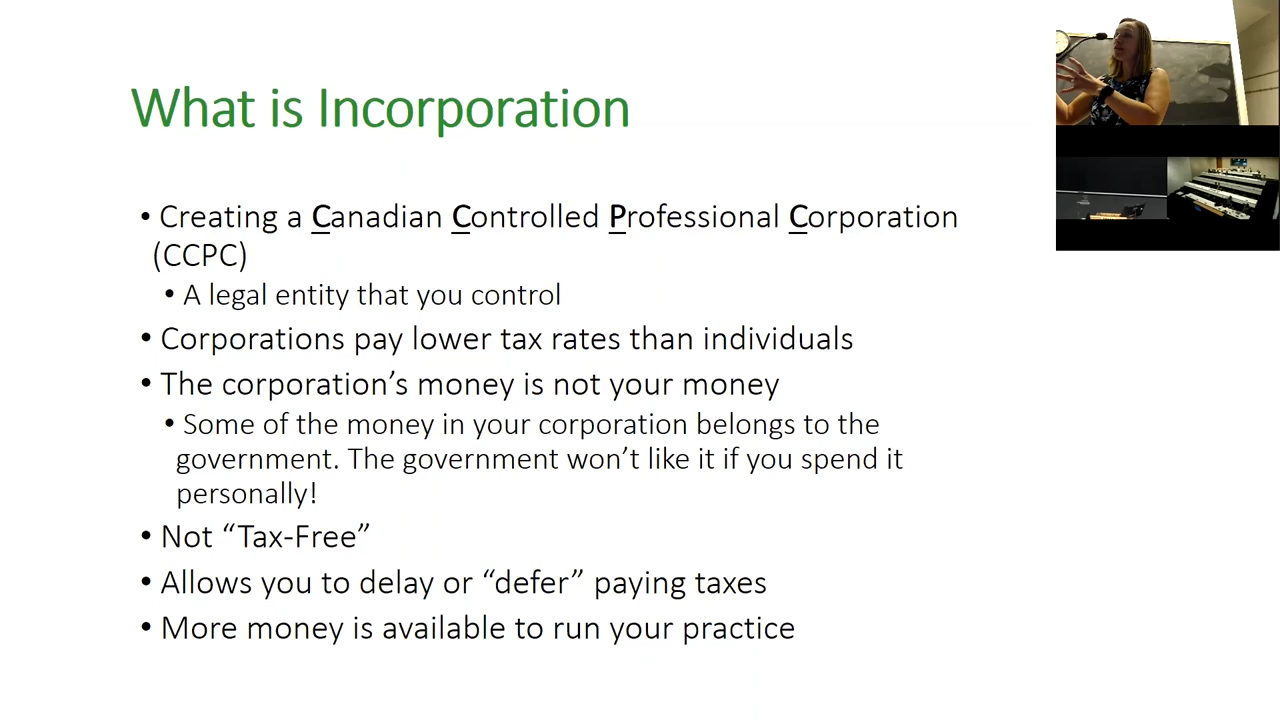 What is Incorporation
• Creating a Canadian Controlled Professional Corporation
(CCPC)
• A legal entity that you control
• Corporations pay lower tax rates than individuals
• The corporation’s money is not your money
• Some of the money in your corporation belongs to the
government. The government won’t like it if you spend it
personally!
• Not “Tax-Free”
• Allows you to delay or “defer” paying taxes
• More money is available to run your practice